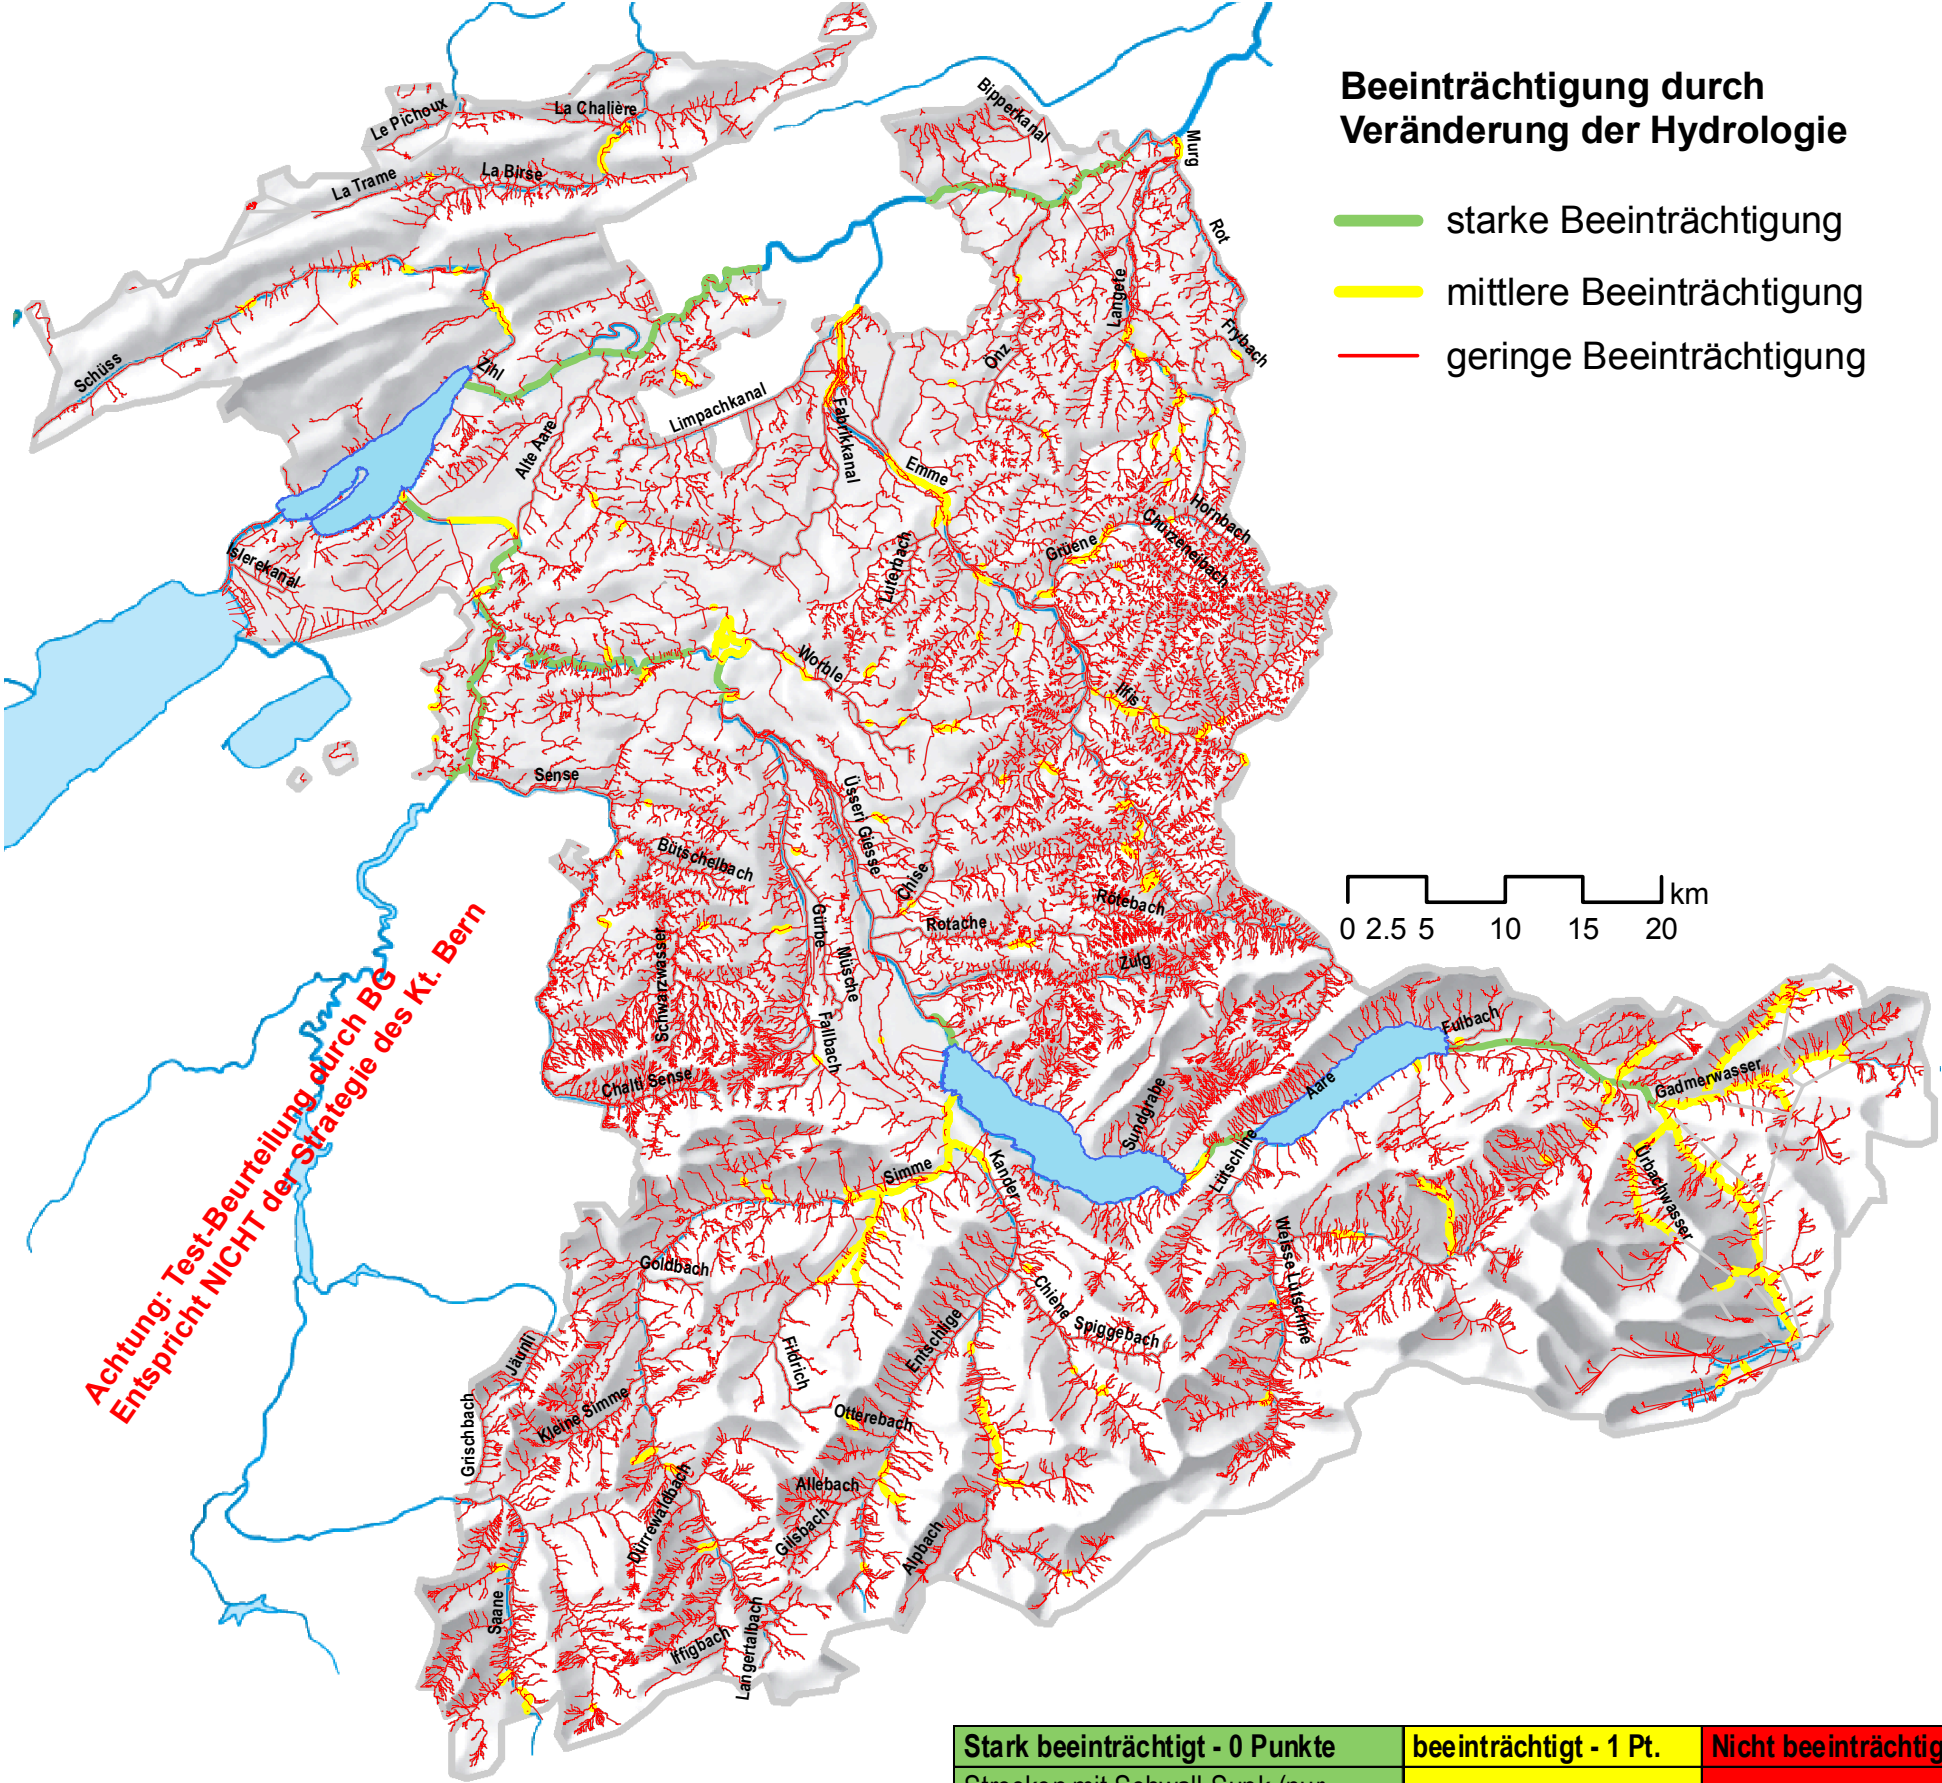 Beeinträchtigung durch
Veränderung der Hydrologie
starke Beeinträchtigung
mittlere Beeinträchtigung
geringe Beeinträchtigung
km
0 2.5 5 10 15 20
Achtung: Test-Beurteilung durch BG
Entspricht NICHT der Strategie des Kt. Bern
Le Pichoux
La Chalière
La Trame
La Birse
Bipperkanal
Murg
Rot
Schüss
Zihl
Langete
Frybach
Önz
Limpachkanal
Alte Aare
Fabrikkanal
Emme
Islerekanal
Luterbach
Grüene
Hornbach
Churzeneibach
Worble
Ilfis
Sense
Üsseri Giesse
Bütschelbach
Chise
Gürbe
Rotache
Rötebach
Schwarzwasser
Müsche
Zulg
Fallbach
Chalti Sense
Sundgrabe
Aare
Eulbach
Gadmerwasser
Simme
Kander
Lütschine
Urbachwasser
Goldbach
Weisse Lütschine
Chiene
Spiggebach
Jäunli
Entschlige
Fildrich
Kleine Simme
Grischbach
Otterebach
Allebach
Dürrewaldbach
Gilsbach
Alpbach
Saane
Iffigbach
Langertalbach
Stark beeinträchtigt - 0 Punkte beeinträchtigt - 1 Pt. Nicht beeinträchtig